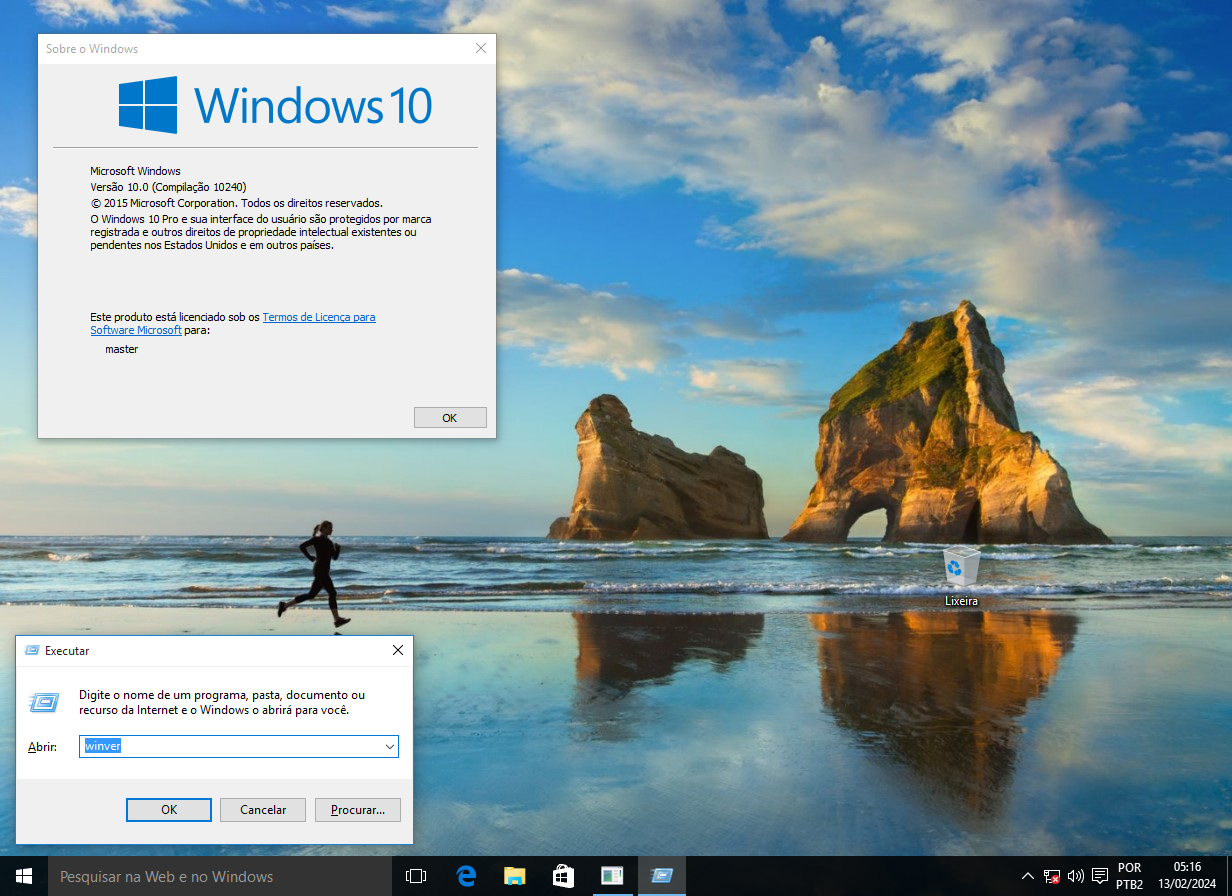 Sobre o Windows
Windows 10
Microsoft Windows
Versão 10.0 (Compilação 10240)
© 2015 Microsoft Corporation. Todos os direitos reservados.
O Windows 10 Pro e sua interface do usuário são protegidos por marca
registrada e outros direitos de propriedade intelectual existentes ou
pendentes nos Estados Unidos e em outros países.
Este produto está licenciado sob os Termos de Licença para
Software Microsoft para:
master
OK
Lixeira
Executar
Digite o nome de um programa, pasta, documento ou
recurso da Internet e o Windows o abrirá para você.
Abrir: winver
OK Cancelar Procurar...
Pesquisar na Web e no Windows
POR
PTB2
05:16
13/02/2024